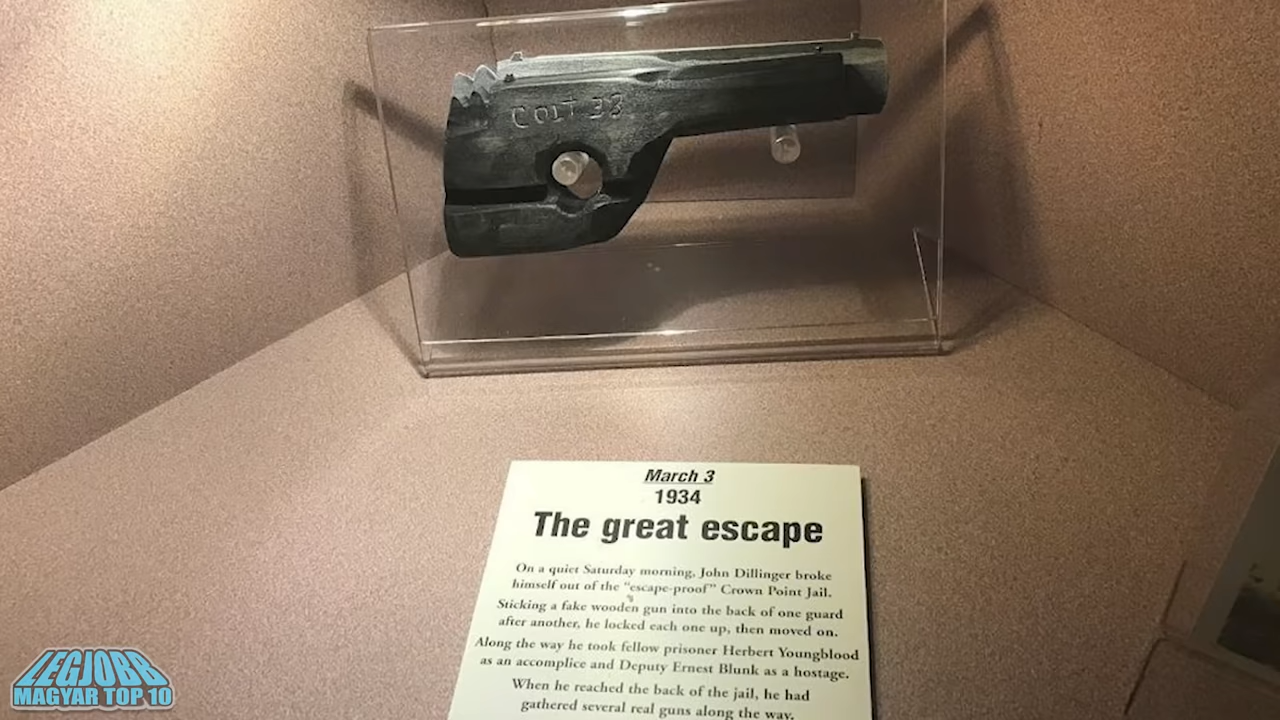 COLT 38
March 3
1934
The great escape
On a quiet Saturday morning, John Dillinger broke
himself out of the "escape-proof" Crown Point Jail.
Sticking a fake wooden gun into the back of one guard
after another, he locked each one up, then moved on.
Along the way he took fellow prisoner Herbert Youngblood
as an accomplice and Deputy Ernest Blunk as a hostage.
When he reached the back of the jail, he had
gathered several real guns along the way.
LEGJOBB
MAGYAR TOP 10